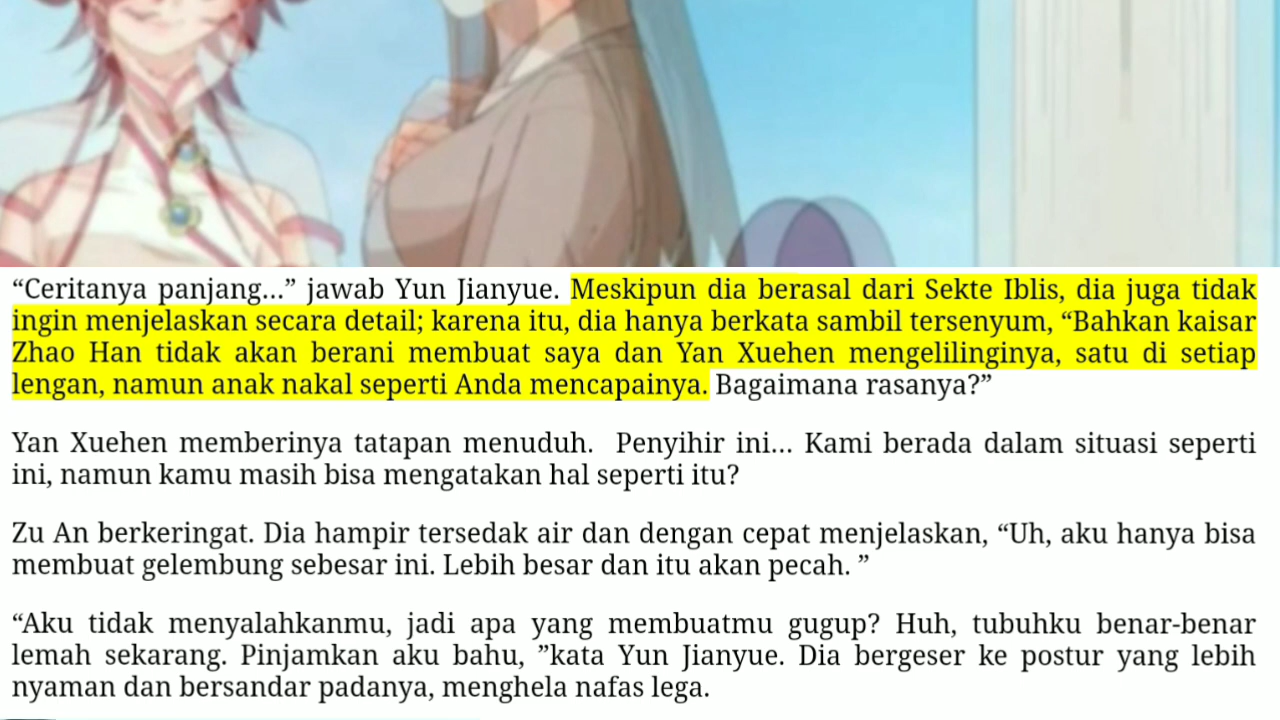 “Ceritanya panjang...” jawab Yun Jianyue. Meskipun dia berasal dari Sekte Iblis, dia juga tidak
ingin menjelaskan secara detail; karena itu, dia hanya berkata sambil tersenyum, “Bahkan kaisar
Zhao Han tidak akan berani membuat saya dan Yan Xuehen mengelilinginya, satu di setiap
lengan, namun anak nakal seperti Anda mencapainya. Bagaimana rasanya?”
Yan Xuehen memberinya tatapan menuduh.  Penyihir ini... Kami berada dalam situasi seperti
ini, namun kamu masih bisa mengatakan hal seperti itu?
Zu An berkeringat. Dia hampir tersedak air dan dengan cepat menjelaskan, “Uh, aku hanya bisa
membuat gelembung sebesar ini. Lebih besar dan itu akan pecah. ”
“Aku tidak menyalahkanmu, jadi apa yang membuatmu gugup? Huh, tubuhku benar-benar
lemah sekarang. Pinjamkan aku bahu, ”kata Yun Jianyue. Dia bergeser ke postur yang lebih
nyaman dan bersandar padanya, menghela nafas lega.